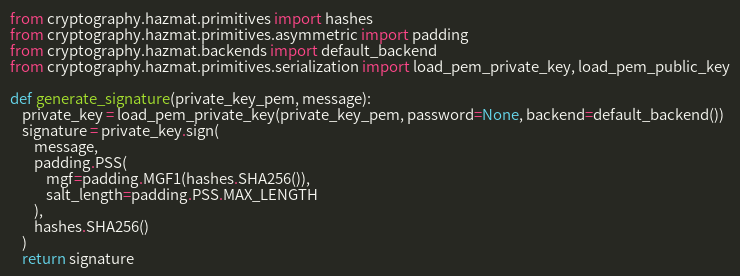 from cryptography.hazmat.primitives import hashes
from cryptography.hazmat.primitives.asymmetric import padding
from cryptography.hazmat.backends import default_backend
from cryptography.hazmat.primitives.serialization import load_pem_private_key, load_pem_public_key

def generate_signature(private_key_pem, message):
    private_key = load_pem_private_key(private_key_pem, password=None, backend=default_backend())
    signature = private_key.sign(
        message,
        padding.PSS(
            mgf=padding.MGF1(hashes.SHA256()),
            salt_length=padding.PSS.MAX_LENGTH
        ),
        hashes.SHA256()
    )
    return signature